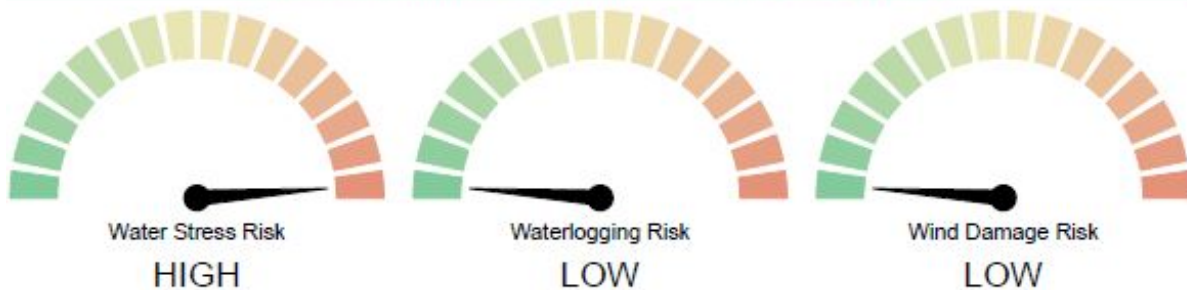 Water Stress Risk
HIGH
Waterlogging Risk
LOW
Wind Damage Risk
LOW